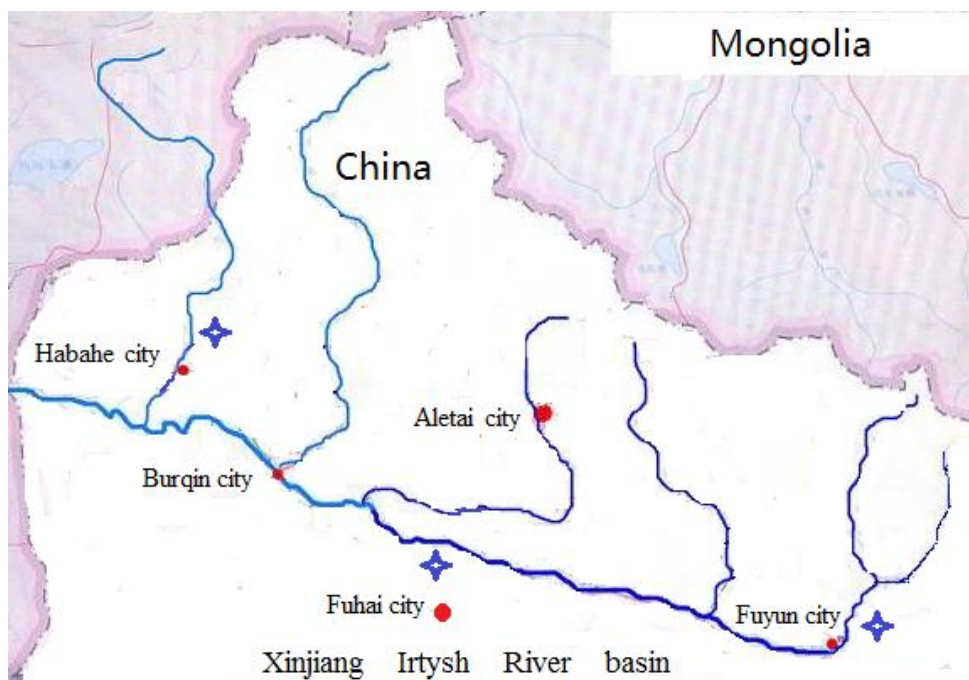 Mongolia
China
Habahe city
Aletai city
Burqin city
Fuhai city
Fuyun city
Xinjiang Irtysh River basin